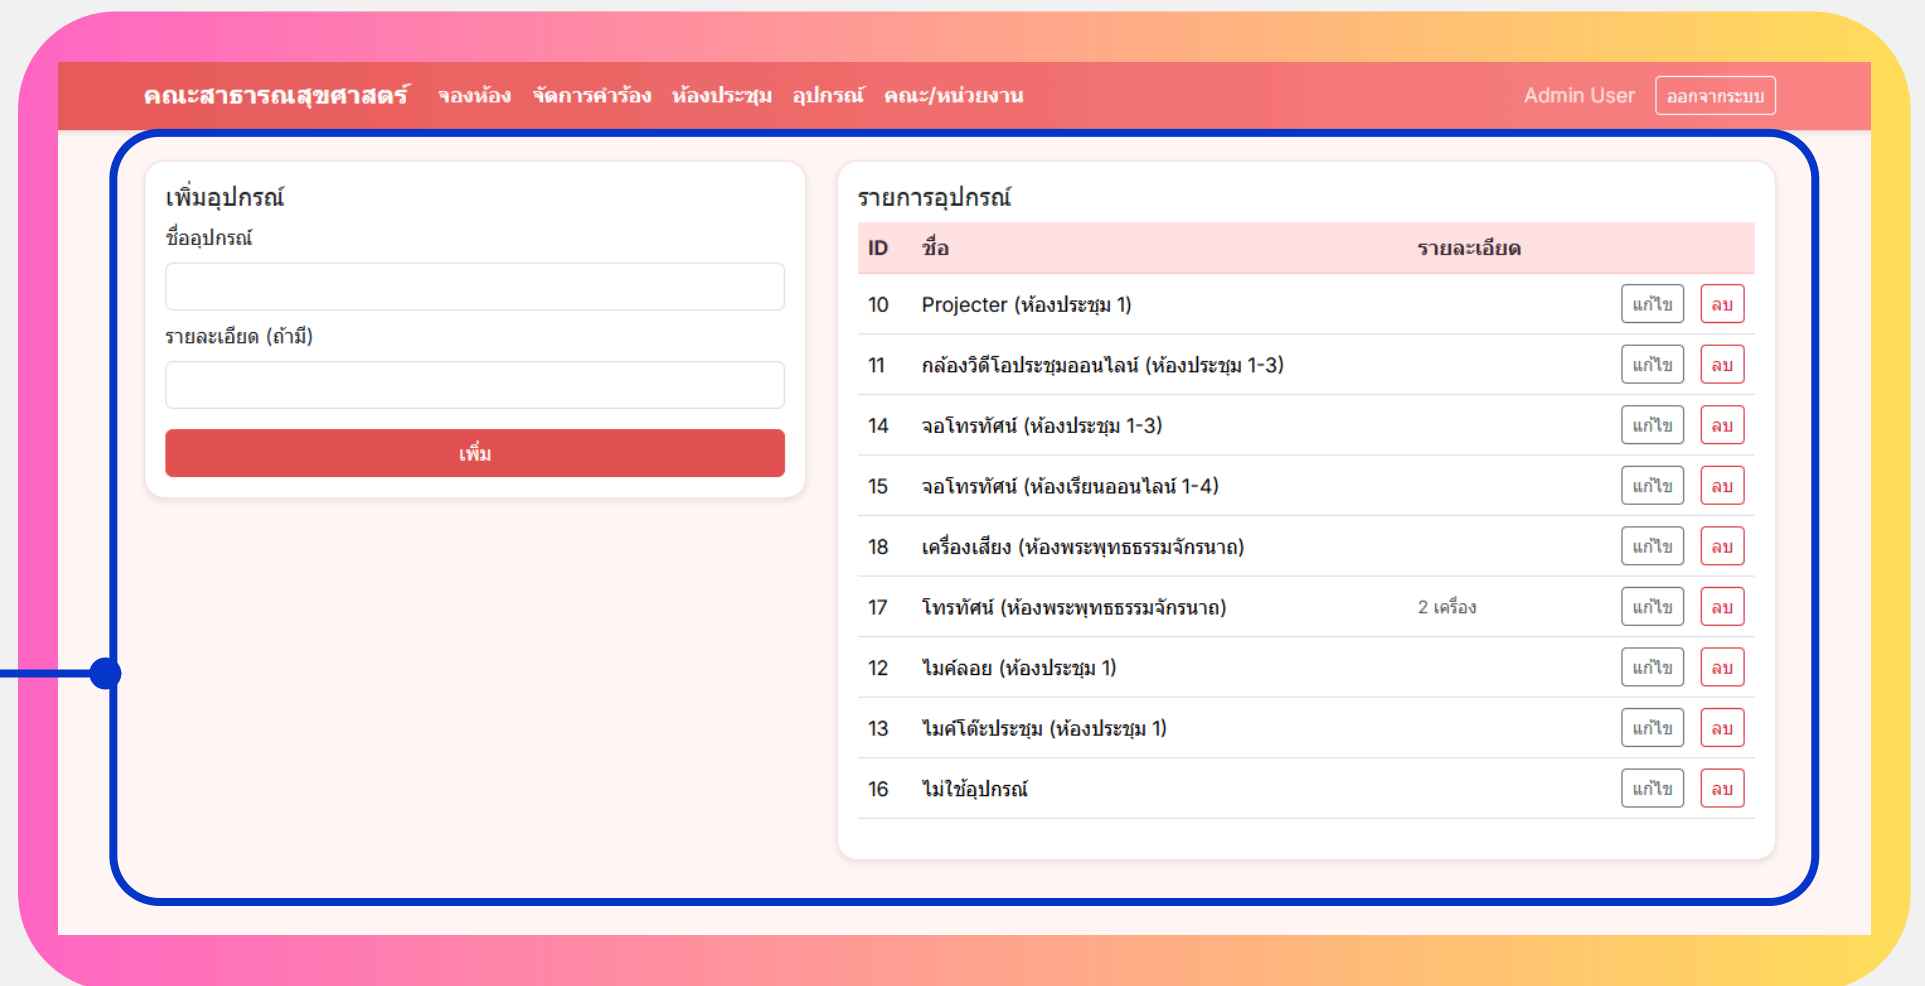 คณะสาธารณสุขศาสตร์ จองห้อง จัดการคำร้อง ห้องประชุม อุปกรณ์ คณะ/หน่วยงาน Admin User ออกจากระบบ
เพิ่มอุปกรณ์
ชื่ออุปกรณ์
รายละเอียด (ถ้ามี)
เพิ่ม
รายการอุปกรณ์
ID ชื่อ รายละเอียด
10 Projecter (ห้องประชุม 1) แก้ไข ลบ
11 กล้องวิดีโอประชุมออนไลน์ (ห้องประชุม 1-3) แก้ไข ลบ
14 จอโทรทัศน์ (ห้องประชุม 1-3) แก้ไข ลบ
15 จอโทรทัศน์ (ห้องเรียนออนไลน์ 1-4) แก้ไข ลบ
18 เครื่องเสียง (ห้องพระพุทธธรรมจักรนาถ) แก้ไข ลบ
17 โทรทัศน์ (ห้องพระพุทธธรรมจักรนาถ) 2 เครื่อง แก้ไข ลบ
12 ไมค์ลอย (ห้องประชุม 1) แก้ไข ลบ
13 ไมค์โต๊ะประชุม (ห้องประชุม 1) แก้ไข ลบ
16 ไม่ใช้อุปกรณ์ แก้ไข ลบ